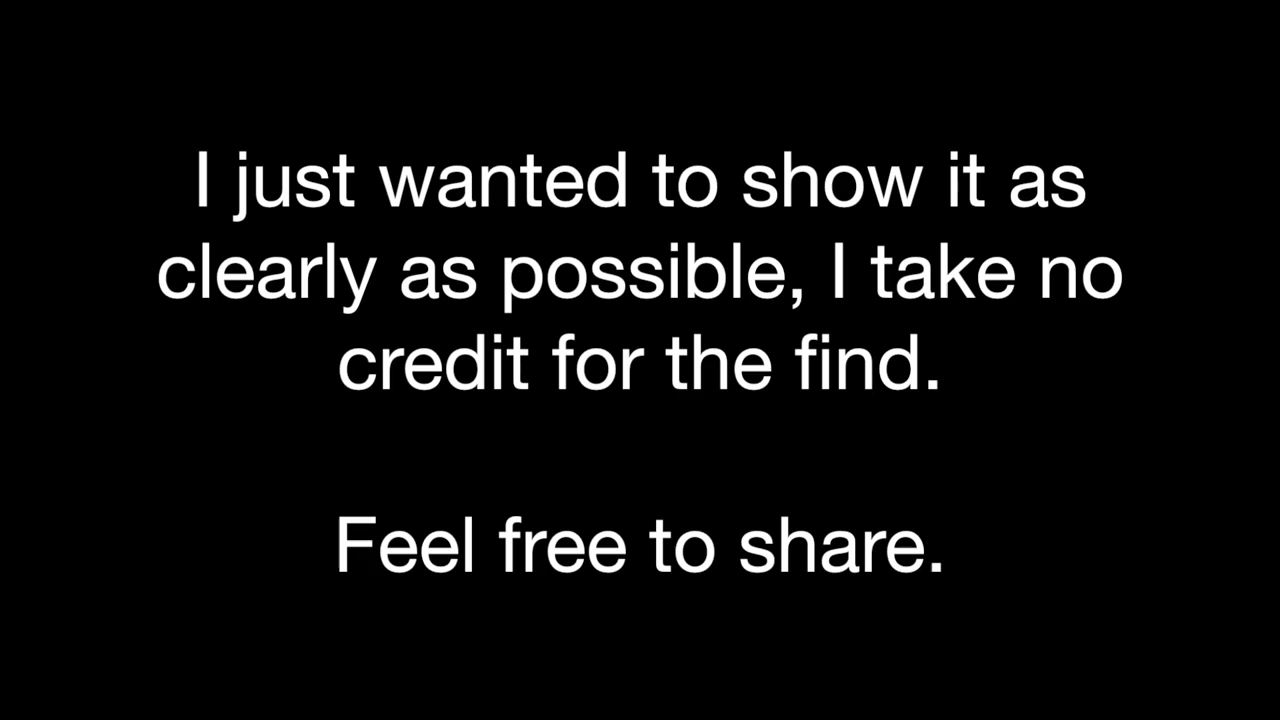 I just wanted to show it as
clearly as possible, I take no
credit for the find.
Feel free to share.